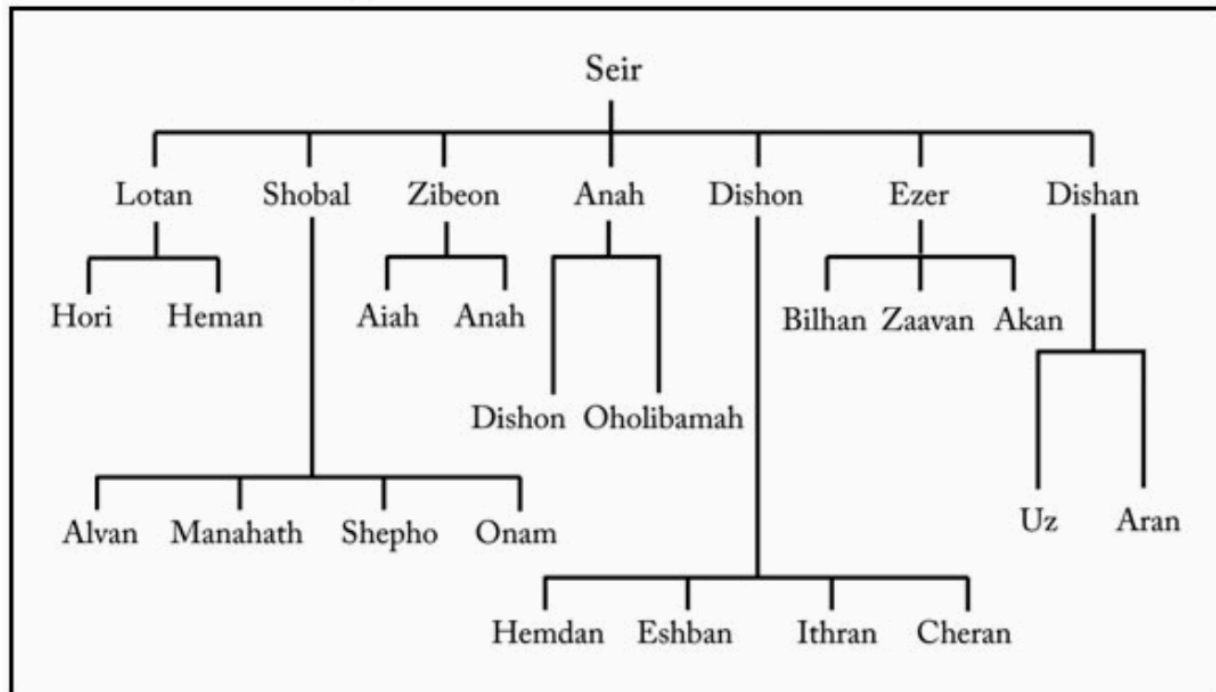 Seir
Lotan Shobal Zibeon Anah Dishon Ezer Dishan
Hori Heman Aiah Anah Bilhan Zaavan Akan
Dishon Oholibamah
Alvan Manahath Shepho Onam Uz Aran
Hemdan Eshban Ithran Cheran